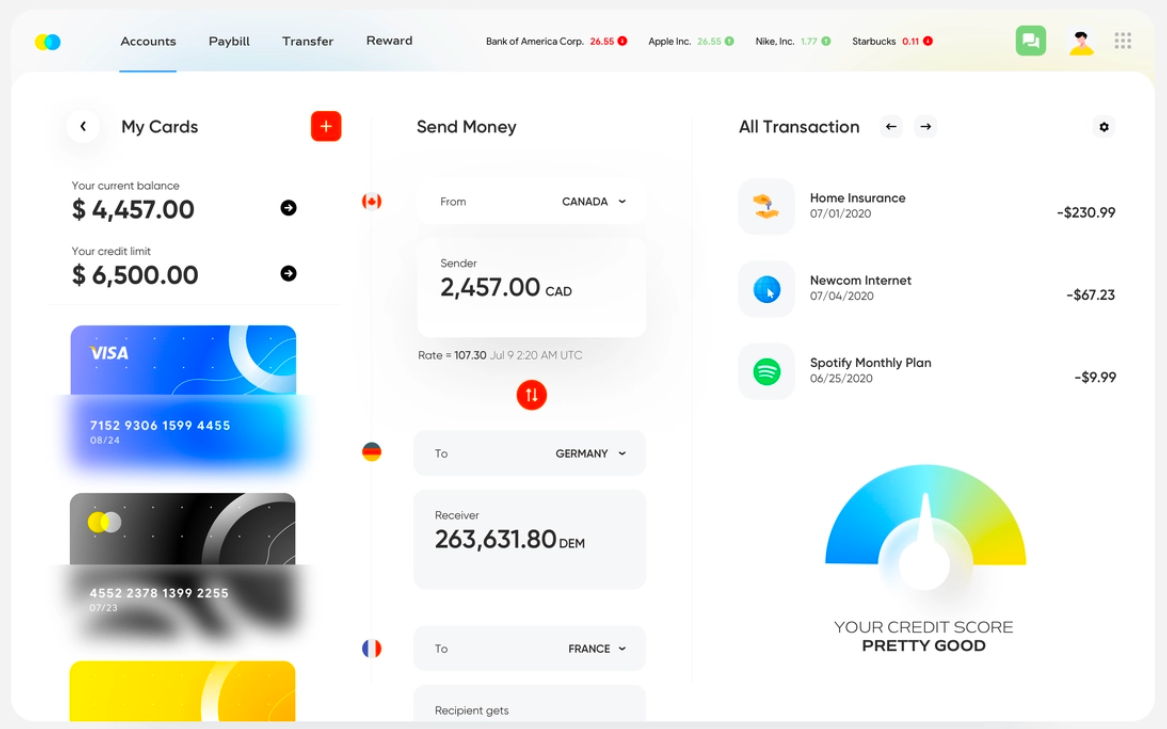 Accounts Paybill Transfer Reward
Bank of America Corp. 26.55 Apple Inc. 26.55 Nike, Inc. 1.77 Starbucks 0.11
My Cards
Your current balance
$ 4,457.00
Your credit limit
$ 6,500.00
VISA
7152 9306 1599 4455
08/24
4552 2378 1399 2255
07/23
Send Money
From CANADA
Sender
2,457.00 CAD
Rate = 107.30 Jul 9 2:20 AM UTC
To GERMANY
Receiver
263,631.80 DEM
To FRANCE
Recipient gets
All Transaction
Home Insurance
07/01/2020
-$230.99
Newcom Internet
07/04/2020
-$67.23
Spotify Monthly Plan
06/25/2020
-$9.99
YOUR CREDIT SCORE
PRETTY GOOD